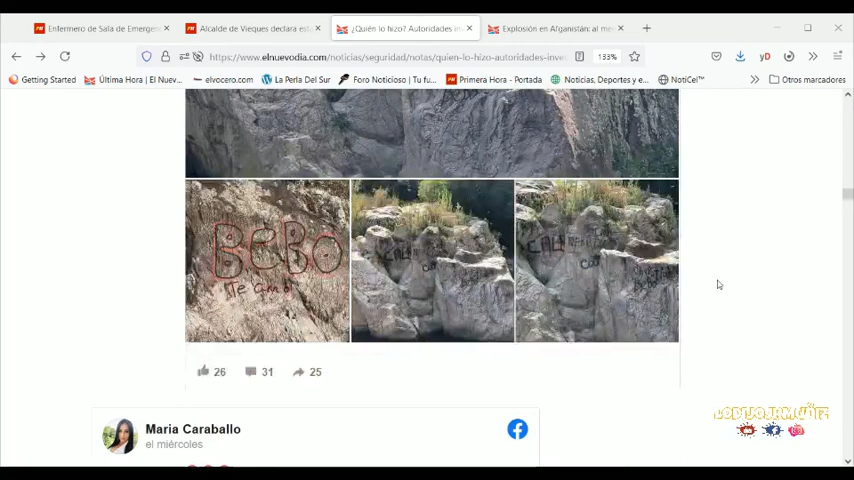 Enfermero de Sala de Emergen
Alcalde de Vieques declara est
¿Quién lo hizo? Autoridades in
Explosión en Afganistán: al me
https://www.elnuevodia.com/noticias/seguridad/notas/quien-lo-hizo-autoridades-inve
133%
yD
Getting Started
Última Hora | El Nuev...
elvocero.com
La Perla Del Sur
Foro Noticioso | Tu fu...
Primera Hora - Portada
Noticias, Deportes y e...
NotiCel™
Otros marcadores
BEBO
Te amo
CALI
26
31
25
Maria Caraballo
el miércoles